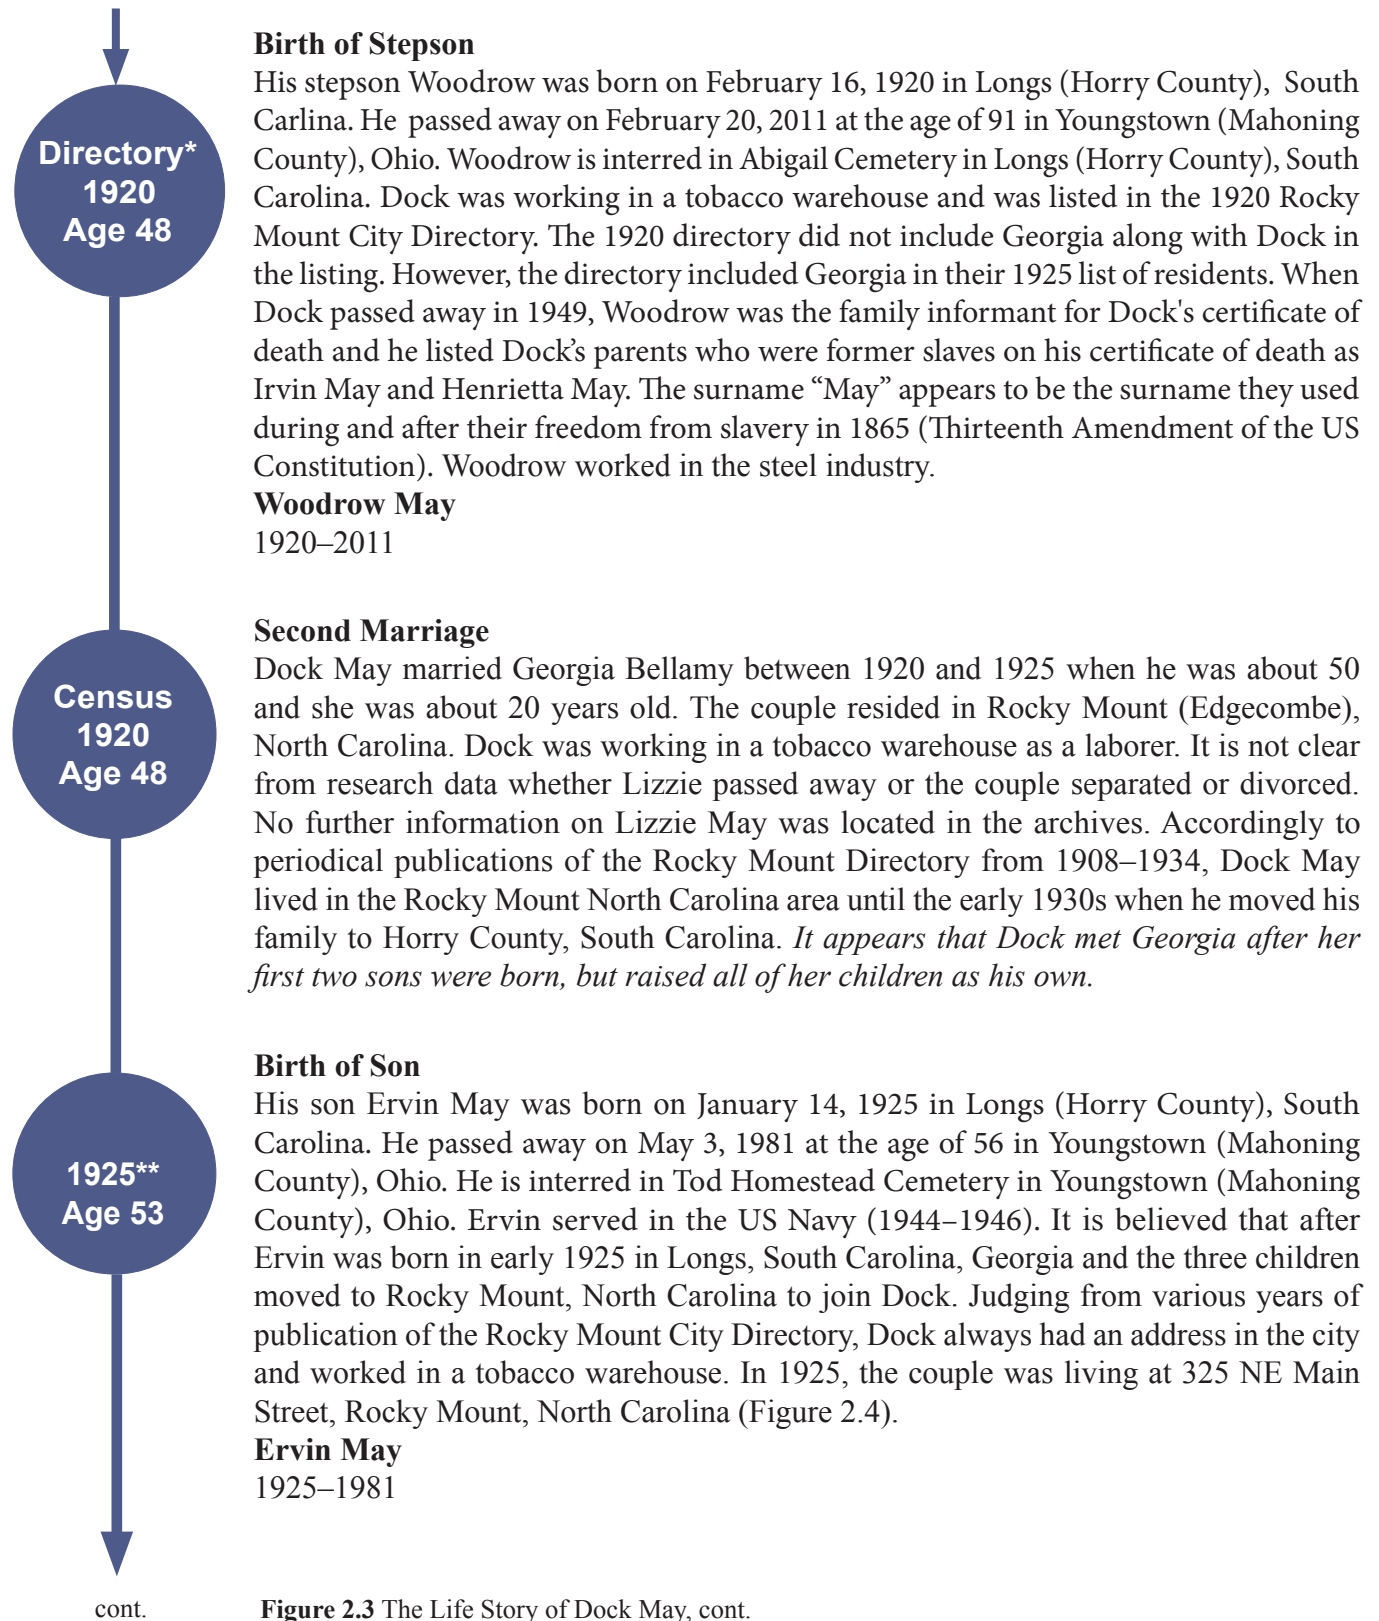 Directory*
1920
Age 48
Birth of Stepson
His stepson Woodrow was born on February 16, 1920 in Longs (Horry County), South
Carlina. He passed away on February 20, 2011 at the age of 91 in Youngstown (Mahoning
County), Ohio. Woodrow is interred in Abigail Cemetery in Longs (Horry County), South
Carolina. Dock was working in a tobacco warehouse and was listed in the 1920 Rocky
Mount City Directory. The 1920 directory did not include Georgia along with Dock in
the listing. However, the directory included Georgia in their 1925 list of residents. When
Dock passed away in 1949, Woodrow was the family informant for Dock's certificate of
death and he listed Dock’s parents who were former slaves on his certificate of death as
Irvin May and Henrietta May. The surname “May” appears to be the surname they used
during and after their freedom from slavery in 1865 (Thirteenth Amendment of the US
Constitution). Woodrow worked in the steel industry.
Woodrow May
1920–2011
Census
1920
Age 48
Second Marriage
Dock May married Georgia Bellamy between 1920 and 1925 when he was about 50
and she was about 20 years old. The couple resided in Rocky Mount (Edgecombe),
North Carolina. Dock was working in a tobacco warehouse as a laborer. It is not clear
from research data whether Lizzie passed away or the couple separated or divorced.
No further information on Lizzie May was located in the archives. Accordingly to
periodical publications of the Rocky Mount Directory from 1908–1934, Dock May
lived in the Rocky Mount North Carolina area until the early 1930s when he moved his
family to Horry County, South Carolina. It appears that Dock met Georgia after her
first two sons were born, but raised all of her children as his own.
1925**
Age 53
Birth of Son
His son Ervin May was born on January 14, 1925 in Longs (Horry County), South
Carolina. He passed away on May 3, 1981 at the age of 56 in Youngstown (Mahoning
County), Ohio. He is interred in Tod Homestead Cemetery in Youngstown (Mahoning
County), Ohio. Ervin served in the US Navy (1944–1946). It is believed that after
Ervin was born in early 1925 in Longs, South Carolina, Georgia and the three children
moved to Rocky Mount, North Carolina to join Dock. Judging from various years of
publication of the Rocky Mount City Directory, Dock always had an address in the city
and worked in a tobacco warehouse. In 1925, the couple was living at 325 NE Main
Street, Rocky Mount, North Carolina (Figure 2.4).
Ervin May
1925–1981
cont.
Figure 2.3 The Life Story of Dock May, cont.